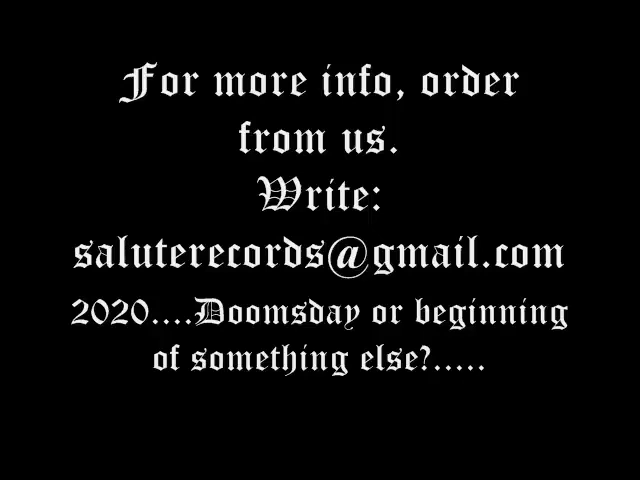 For more info, order
from us.
Write:
saluterecords@gmail.com
2020....Doomsday or beginning
of something else?.....